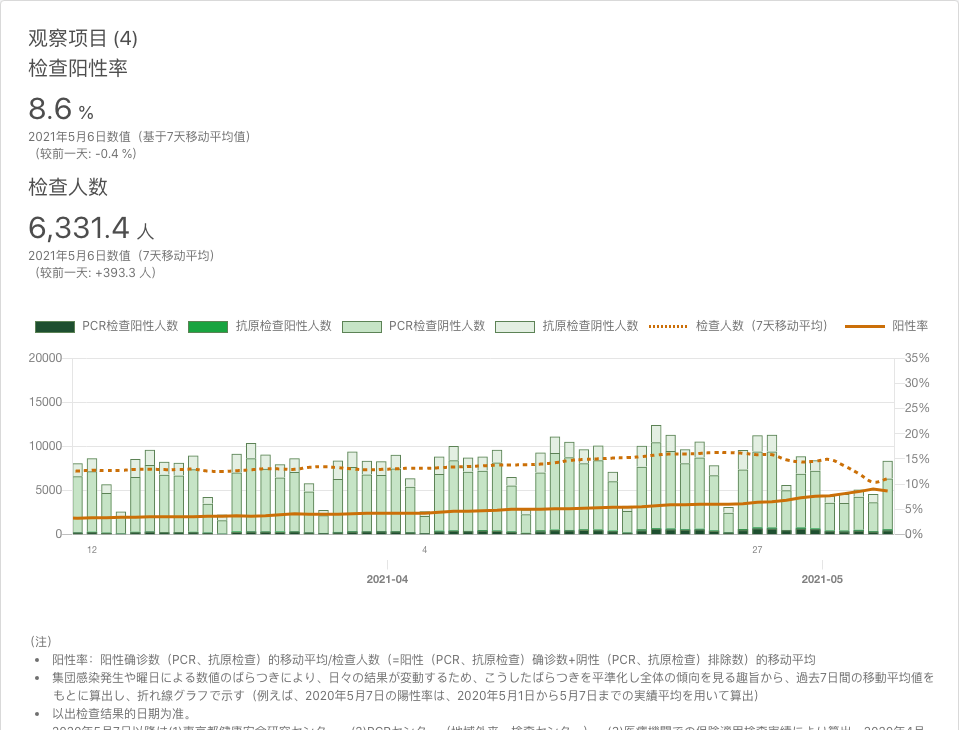 观察项目 (4)
检查阳性率
8.6 %
2021年5月6日数值（基于7天移动平均值）
（较前一天: -0.4 %）
检查人数
6,331.4 人
2021年5月6日数值（7天移动平均）
（较前一天: +393.3 人）
PCR检查阳性人数 抗原检查阳性人数 PCR检查阴性人数 抗原检查阴性人数 检查人数（7天移动平均） 阳性率
20000 35%
30%
15000 25%
20%
10000 15%
5000 10%
5%
0 0%
12 4 27
2021-04 2021-05
(注)
• 阳性率：阳性确诊数（PCR、抗原检查）的移动平均/检查人数（=阳性（PCR、抗原检查）确诊数+阴性（PCR、抗原检查）排除数）的移动平均
• 集団感染発生や曜日による数値のばらつきにより、日々の結果が変動するため、こうしたばらつきを平準化し全体の傾向を見る趣旨から、過去7日間の移動平均値を
もとに算出し、折れ線グラフで示す（例えば、2020年5月7日の陽性率は、2020年5月1日から5月7日までの実績平均を用いて算出）
• 以出检查结果的日期为准。